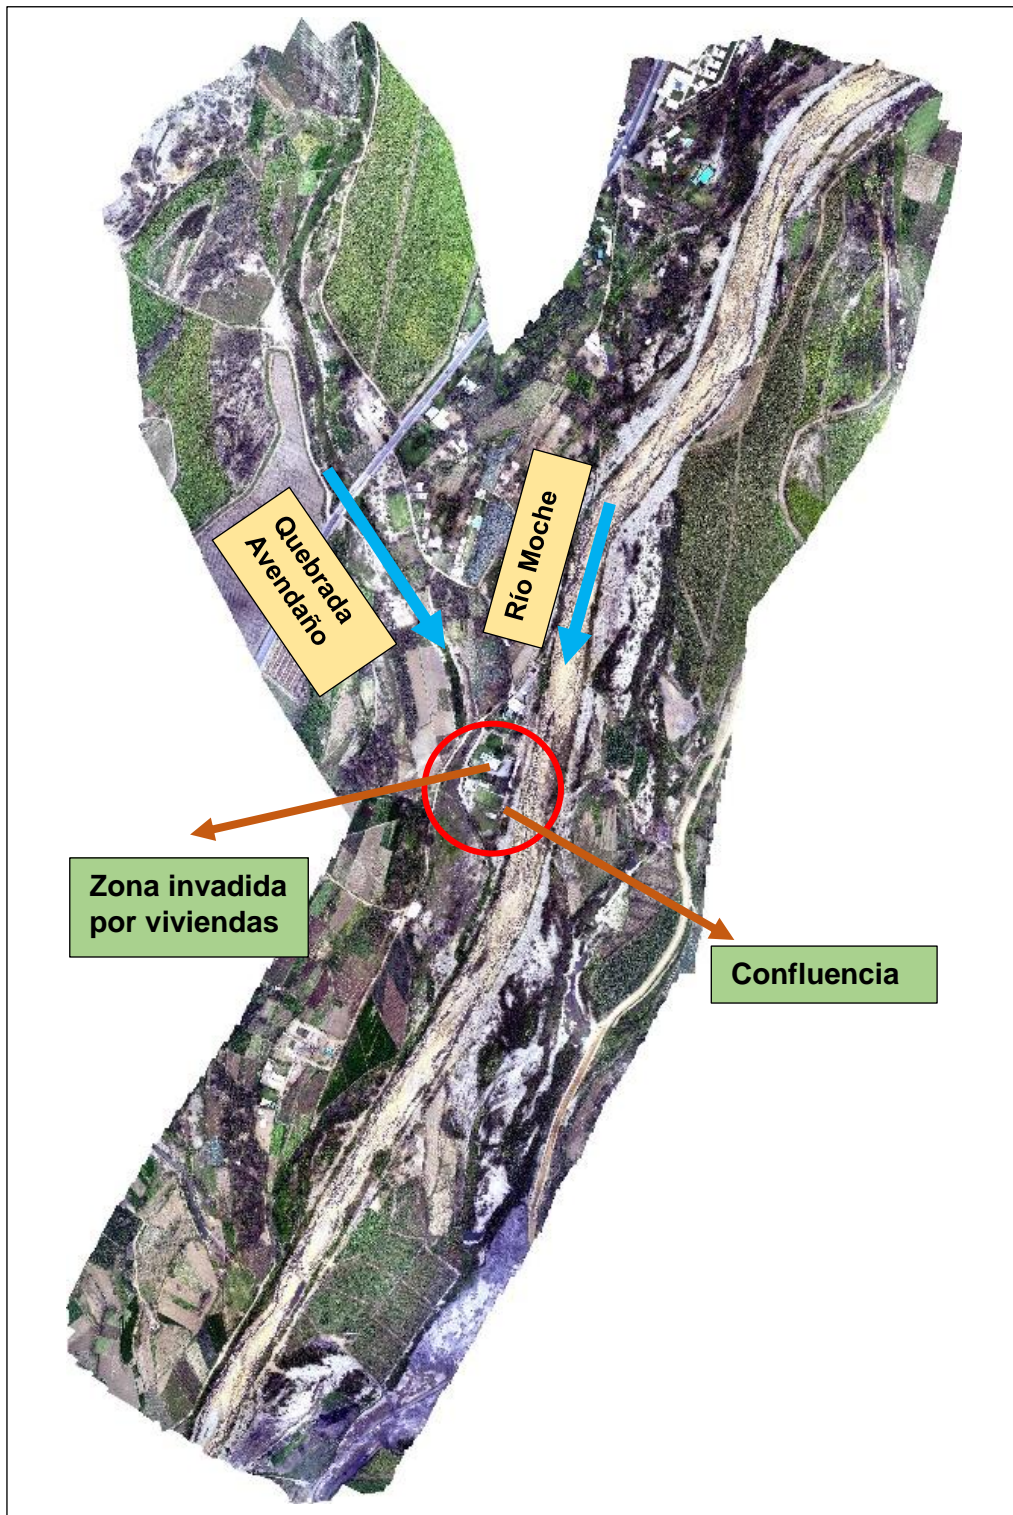 Quebrada
Avendaño
Río Moche
Zona invadida
por viviendas
Confluencia